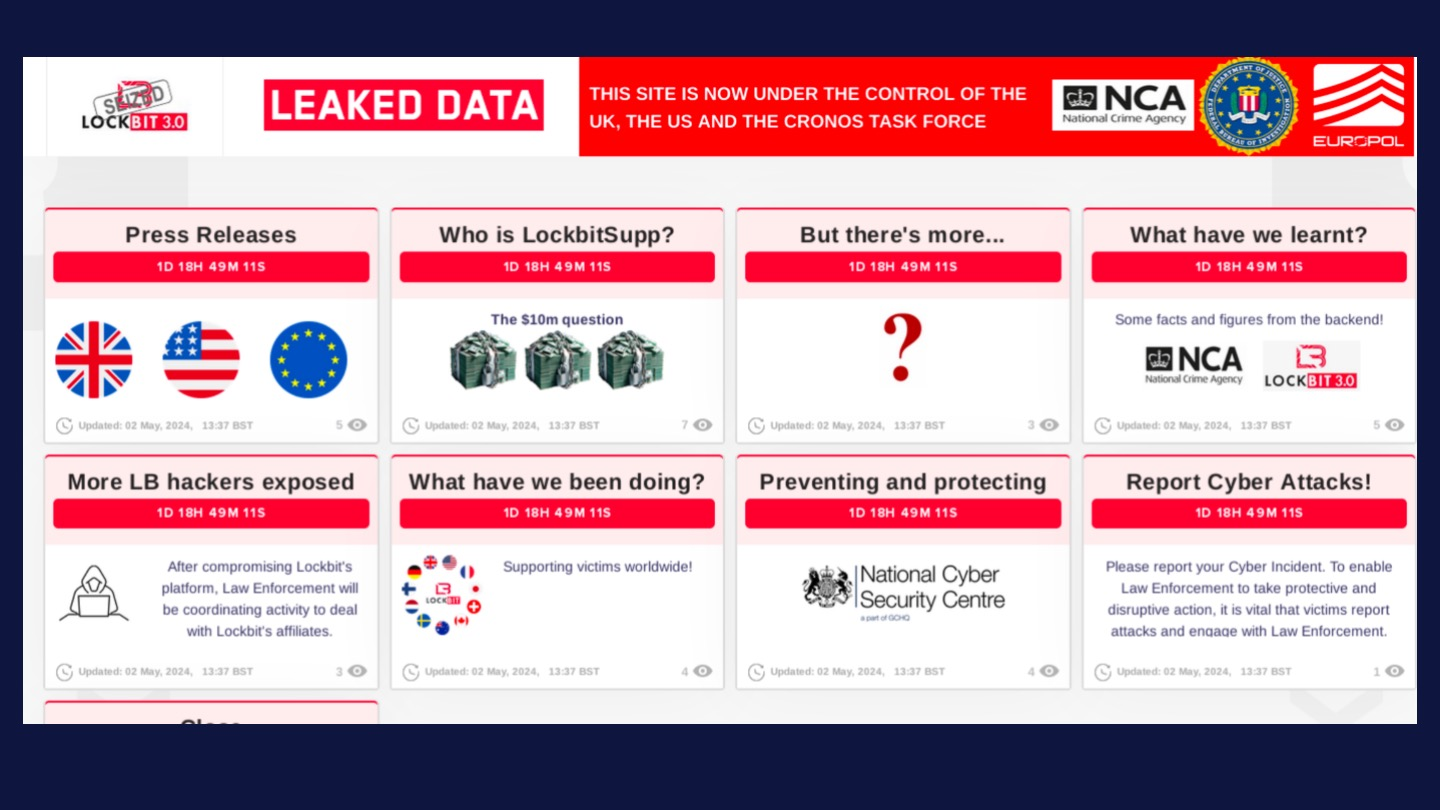 SEIZED
LOCKBIT 3.0
LEAKED DATA
THIS SITE IS NOW UNDER THE CONTROL OF THE
UK, THE US AND THE CRONOS TASK FORCE
NCA
National Crime Agency
DEPARTMENT OF JUSTICE
FEDERAL BUREAU OF INVESTIGATION
EUROPOL
Press Releases
1D 18H 49M 11S
Updated: 02 May, 2024, 13:37 BST
5
Who is LockbitSupp?
1D 18H 49M 11S
The $10m question
Updated: 02 May, 2024, 13:37 BST
7
But there's more...
1D 18H 49M 11S
?
Updated: 02 May, 2024, 13:37 BST
3
What have we learnt?
1D 18H 49M 11S
Some facts and figures from the backend!
NCA
National Crime Agency
LOCKBIT 3.0
Updated: 02 May, 2024, 13:37 BST
5
More LB hackers exposed
1D 18H 49M 11S
After compromising Lockbit's
platform, Law Enforcement will
be coordinating activity to deal
with Lockbit's affiliates.
Updated: 02 May, 2024, 13:37 BST
3
What have we been doing?
1D 18H 49M 11S
Supporting victims worldwide!
LOCKBIT
Updated: 02 May, 2024, 13:37 BST
4
Preventing and protecting
1D 18H 49M 11S
National Cyber
Security Centre
a part of GCHQ
Updated: 02 May, 2024, 13:37 BST
4
Report Cyber Attacks!
1D 18H 49M 11S
Please report your Cyber Incident. To enable
Law Enforcement to take protective and
disruptive action, it is vital that victims report
attacks and engage with Law Enforcement.
Updated: 02 May, 2024, 13:37 BST
1